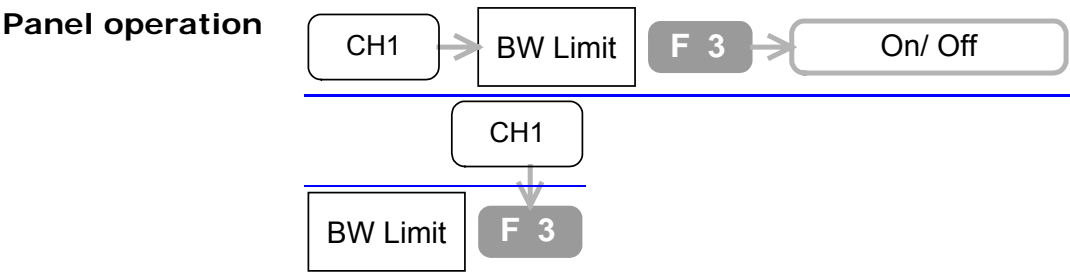 Panel operation
CH1 BW Limit F 3 On/ Off
CH1
BW Limit F 3